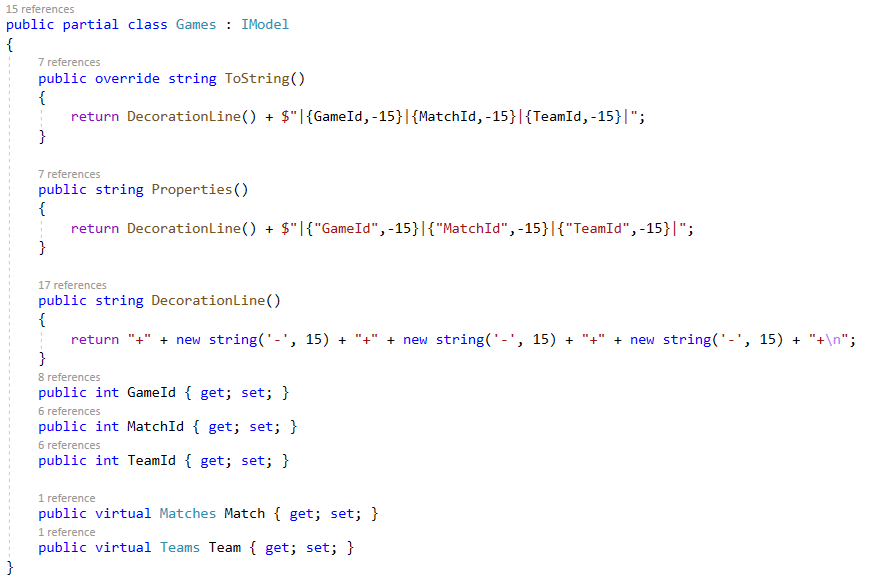 15 references
public partial class Games : IModel
{
7 references
public override string ToString()
{
return DecorationLine() + $"|{GameId,-15}|{MatchId,-15}|{TeamId,-15}|";
}
7 references
public string Properties()
{
return DecorationLine() + $"|{"GameId",-15}|{"MatchId",-15}|{"TeamId",-15}|";
}
17 references
public string DecorationLine()
{
return "+" + new string('-', 15) + "+" + new string('-', 15) + "+" + new string('-', 15) + "+\n";
}
8 references
public int GameId { get; set; }
6 references
public int MatchId { get; set; }
6 references
public int TeamId { get; set; }
1 reference
public virtual Matches Match { get; set; }
1 reference
public virtual Teams Team { get; set; }
}